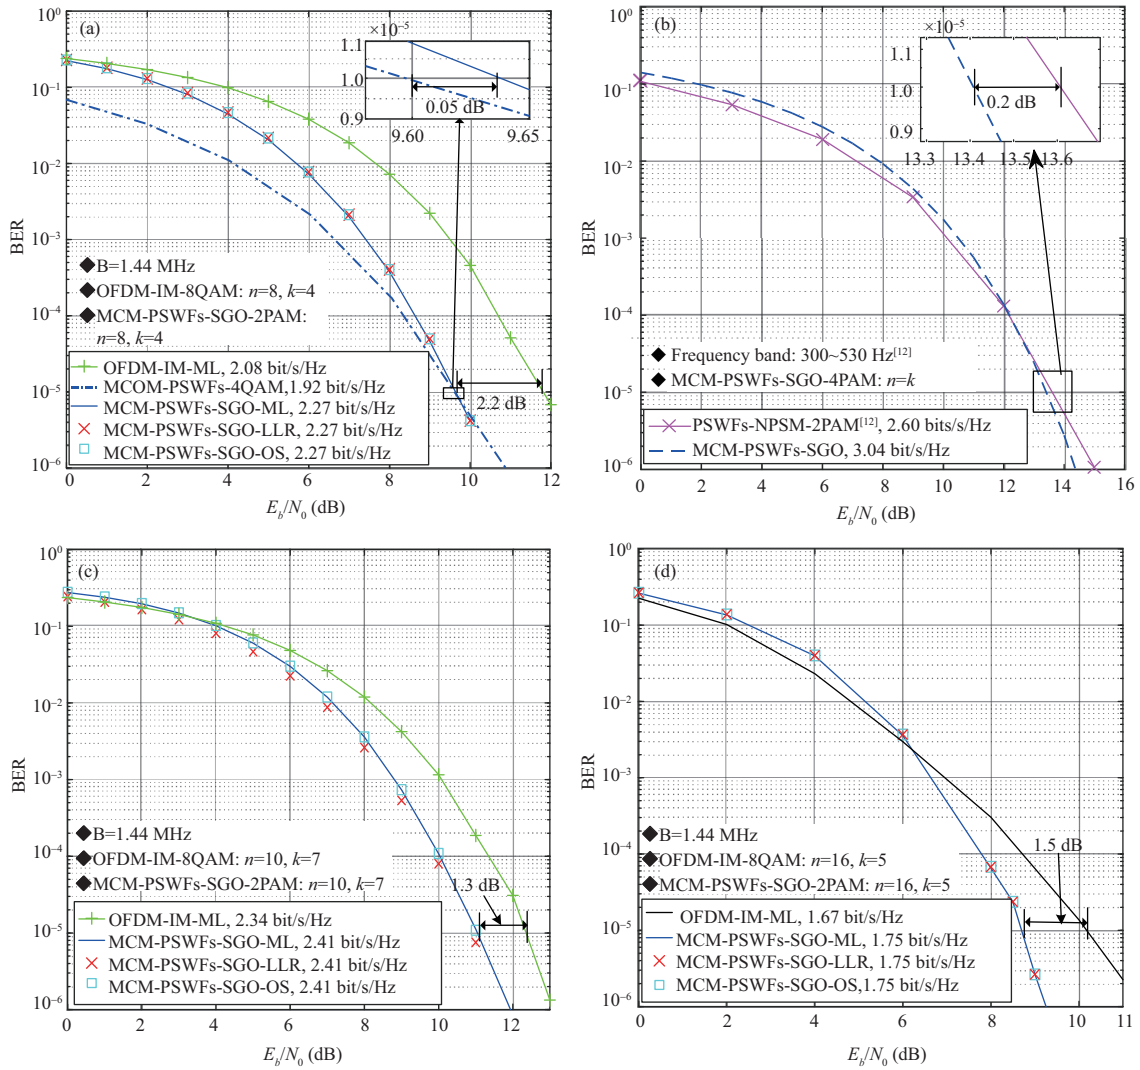 (a)
BER
10^0
10^-1
10^-2
10^-3
10^-4
10^-5
10^-6
×10^-5
1.1
1.0
0.9
0.05 dB
9.60 9.65
◆B=1.44 MHz
◆OFDM-IM-8QAM: n=8, k=4
◆MCM-PSWFs-SGO-2PAM:
n=8, k=4
OFDM-IM-ML, 2.08 bit/s/Hz
MCOM-PSWFs-4QAM,1.92 bit/s/Hz
MCM-PSWFs-SGO-ML, 2.27 bit/s/Hz
MCM-PSWFs-SGO-LLR, 2.27 bit/s/Hz
MCM-PSWFs-SGO-OS, 2.27 bit/s/Hz
2.2 dB
0 2 4 6 8 10 12
E_b/N_0 (dB)
(b)
BER
10^0
10^-1
10^-2
10^-3
10^-4
10^-5
10^-6
×10^-5
1.1
1.0
0.9
0.2 dB
13.3 13.4 13.5 13.6
◆ Frequency band: 300~530 Hz[12]
◆ MCM-PSWFs-SGO-4PAM: n=k
PSWFs-NPSM-2PAM[12], 2.60 bits/s/Hz
MCM-PSWFs-SGO, 3.04 bit/s/Hz
0 2 4 6 8 10 12 14 16
E_b/N_0 (dB)
(c)
BER
10^0
10^-1
10^-2
10^-3
10^-4
10^-5
10^-6
◆B=1.44 MHz
◆OFDM-IM-8QAM: n=10, k=7
◆MCM-PSWFs-SGO-2PAM: n=10, k=7
1.3 dB
OFDM-IM-ML, 2.34 bit/s/Hz
MCM-PSWFs-SGO-ML, 2.41 bit/s/Hz
MCM-PSWFs-SGO-LLR, 2.41 bit/s/Hz
MCM-PSWFs-SGO-OS, 2.41 bit/s/Hz
0 2 4 6 8 10 12
E_b/N_0 (dB)
(d)
BER
10^0
10^-1
10^-2
10^-3
10^-4
10^-5
10^-6
◆B=1.44 MHz
◆OFDM-IM-8QAM: n=16, k=5
◆MCM-PSWFs-SGO-2PAM: n=16, k=5
1.5 dB
OFDM-IM-ML, 1.67 bit/s/Hz
MCM-PSWFs-SGO-ML, 1.75 bit/s/Hz
MCM-PSWFs-SGO-LLR, 1.75 bit/s/Hz
MCM-PSWFs-SGO-OS,1.75 bit/s/Hz
0 2 4 6 8 10 11
E_b/N_0 (dB)